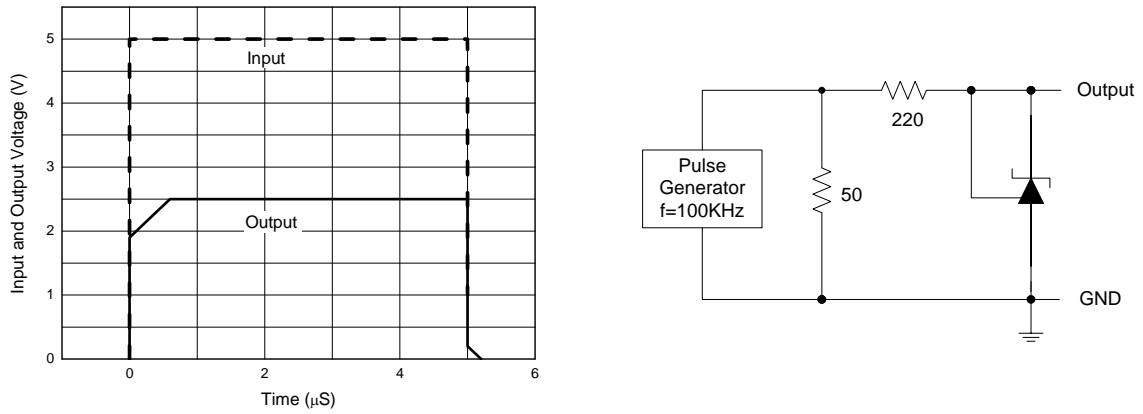 Input and Output Voltage (V)
5
4
3
2
1
0
Input
Output
0
2
4
6
Time (μS)
Pulse
Generator
f=100KHz
50
220
Output
GND